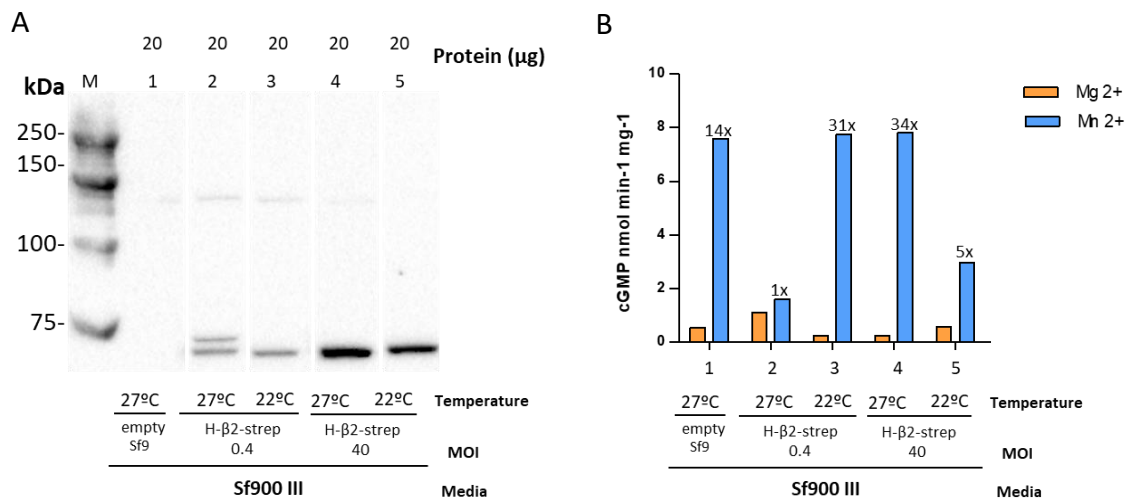 A
20 20 20 20 20 Protein (µg)
kDa M 1 2 3 4 5
250-
150-
100-
75-
27ºC 27ºC 22ºC 27ºC 22ºC Temperature
empty Sf9 H-β2-strep 0.4 H-β2-strep 40 MOI
Sf900 III Media
B
cGMP nmol min-1 mg-1
10
8
6
4
2
0
14x 1x 31x 34x 5x
Mg 2+
Mn 2+
1 2 3 4 5
27ºC 27ºC 22ºC 27ºC 22ºC Temperature
empty Sf9 H-β2-strep 0.4 H-β2-strep 40 MOI
Sf900 III Media